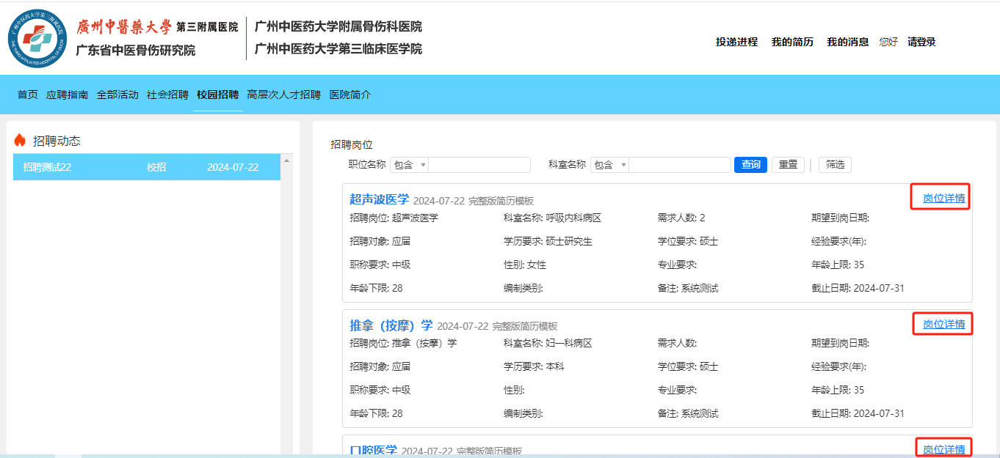 廣州中醫藥大学 第三附属医院
广东省中医骨伤研究院
广州中医药大学附属骨伤科医院
广州中医药大学第三临床医学院
投递进程 我的简历 我的消息 您好 请登录
首页 应聘指南 全部活动 社会招聘 校园招聘 高层次人才招聘 医院简介
招聘动态
招聘测试22 校招 2024-07-22
招聘岗位
职位名称 包含 科室名称 包含 查询 重置 | 筛选
超声波医学 2024-07-22 完整版简历模板 岗位详情
招聘岗位: 超声波医学 科室名称: 呼吸内科病区 需求人数: 2 期望到岗日期:
招聘对象: 应届 学历要求: 硕士研究生 学位要求: 硕士 经验要求(年):
职称要求: 中级 性别: 女性 专业要求: 年龄上限: 35
年龄下限: 28 编制类别: 备注: 系统测试 截止日期: 2024-07-31
推拿（按摩）学 2024-07-22 完整版简历模板 岗位详情
招聘岗位: 推拿（按摩）学 科室名称: 妇一科病区 需求人数: 期望到岗日期:
招聘对象: 应届 学历要求: 本科 学位要求: 硕士 经验要求(年):
职称要求: 中级 性别: 专业要求: 年龄上限: 35
年龄下限: 28 编制类别: 备注: 系统测试 截止日期: 2024-07-31
口腔医学 2024-07-22 完整版简历模板 岗位详情